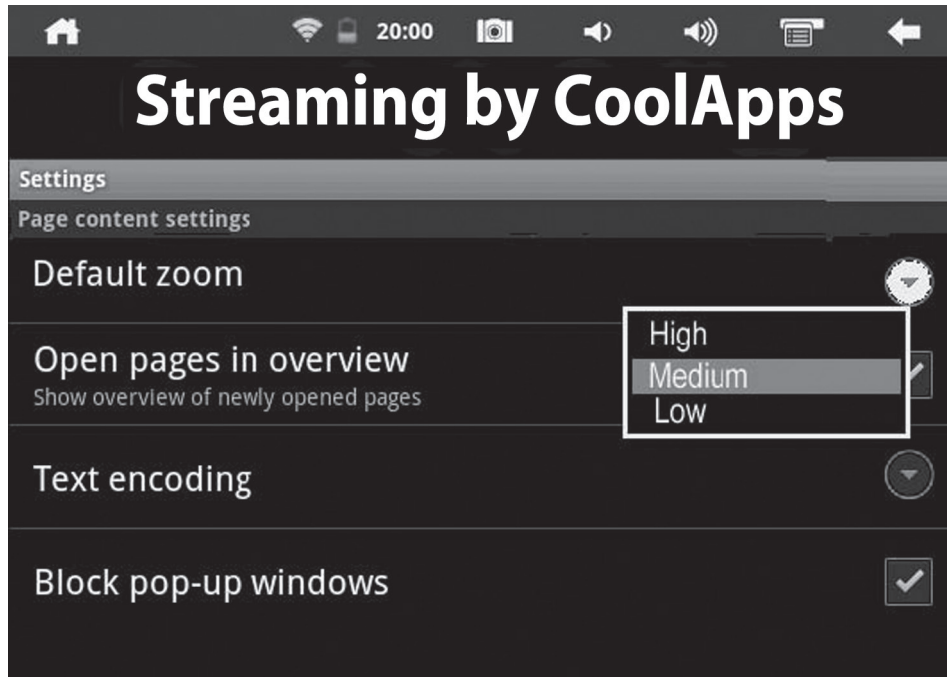 20:00
Streaming by CoolApps
Settings
Page content settings
Default zoom
High
Medium
Low
Open pages in overview
Show overview of newly opened pages
Text encoding
Block pop-up windows